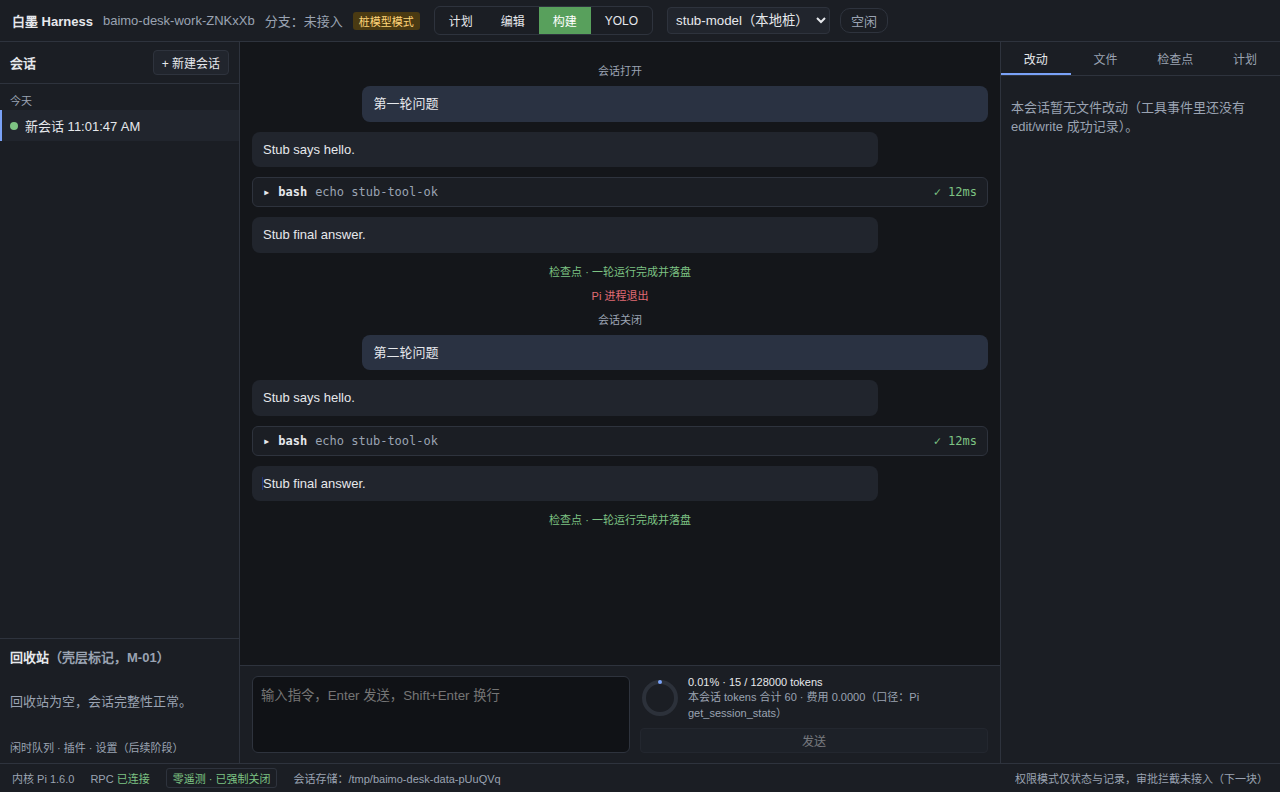 白墨 Harness baimo-desk-work-ZNKxXb 分支：未接入 桩模型模式 计划 编辑 构建 YOLO stub-model（本地桩） 空闲
会话 + 新建会话
今天
新会话 11:01:47 AM
回收站（壳层标记，M-01）
回收站为空，会话完整性正常。
闲时队列 · 插件 · 设置（后续阶段）
会话打开
第一轮问题
Stub says hello.
▸ bash echo stub-tool-ok ✓ 12ms
Stub final answer.
检查点 · 一轮运行完成并落盘
Pi 进程退出
会话关闭
第二轮问题
Stub says hello.
▸ bash echo stub-tool-ok ✓ 12ms
Stub final answer.
检查点 · 一轮运行完成并落盘
输入指令，Enter 发送，Shift+Enter 换行
0.01% · 15 / 128000 tokens
本会话 tokens 合计 60 · 费用 0.0000（口径：Pi
get_session_stats）
发送
改动 文件 检查点 计划
本会话暂无文件改动（工具事件里还没有
edit/write 成功记录）。
内核 Pi 1.6.0 RPC 已连接 零遥测 · 已强制关闭 会话存储：/tmp/baimo-desk-data-pUuQVq 权限模式仅状态与记录，审批拦截未接入（下一块）